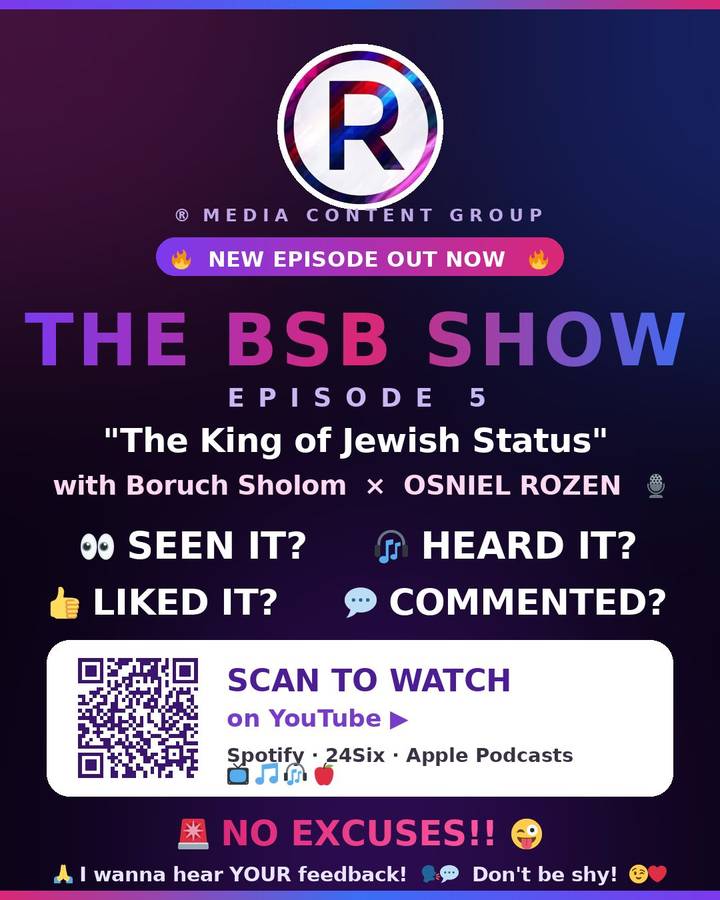 R
® MEDIA CONTENT GROUP
🔥 NEW EPISODE OUT NOW 🔥
THE BSB SHOW
EPISODE 5
"The King of Jewish Status"
with Boruch Sholom × OSNIEL ROZEN 🎙️
👀 SEEN IT? 🎧 HEARD IT?
👍 LIKED IT? 💬 COMMENTED?
SCAN TO WATCH
on YouTube ▶
Spotify · 24Six · Apple Podcasts
📺🎵🎧🍎
🚨 NO EXCUSES!! 😜
🙏 I wanna hear YOUR feedback! 🗣️💬 Don't be shy! 😉❤️